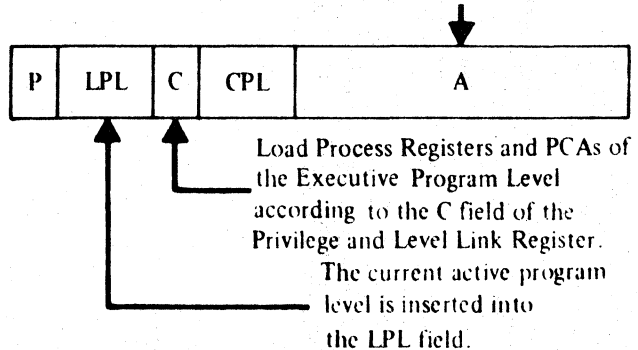 P LPL C CPL A
Load Process Registers and PCAs of
the Executive Program Level
according to the C field of the
Privilege and Level Link Register.
The current active program
level is inserted into
the LPL field.